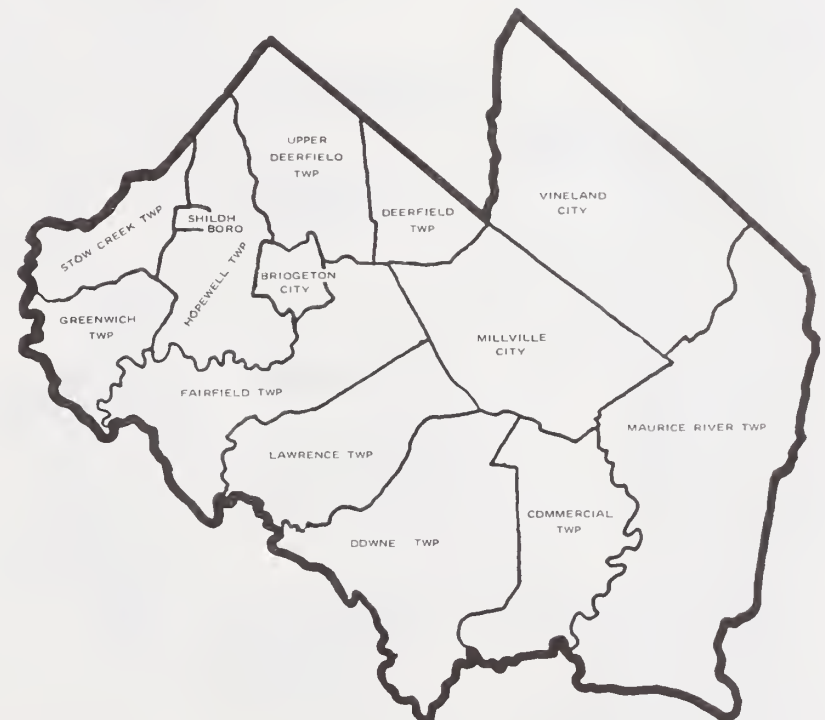 UPPER
DEERFIELD
TWP
DEERFIELD
TWP
VINELAND
CITY
STOW CREEK TWP
SHILDH
BORO
HOPEWELL TWP
BRIDGETON
CITY
GREENWICH
TWP
MILLVILLE
CITY
FAIRFIELD TWP
MAURICE RIVER TWP
LAWRENCE TWP
COMMERCIAL
TWP
DOWNE TWP